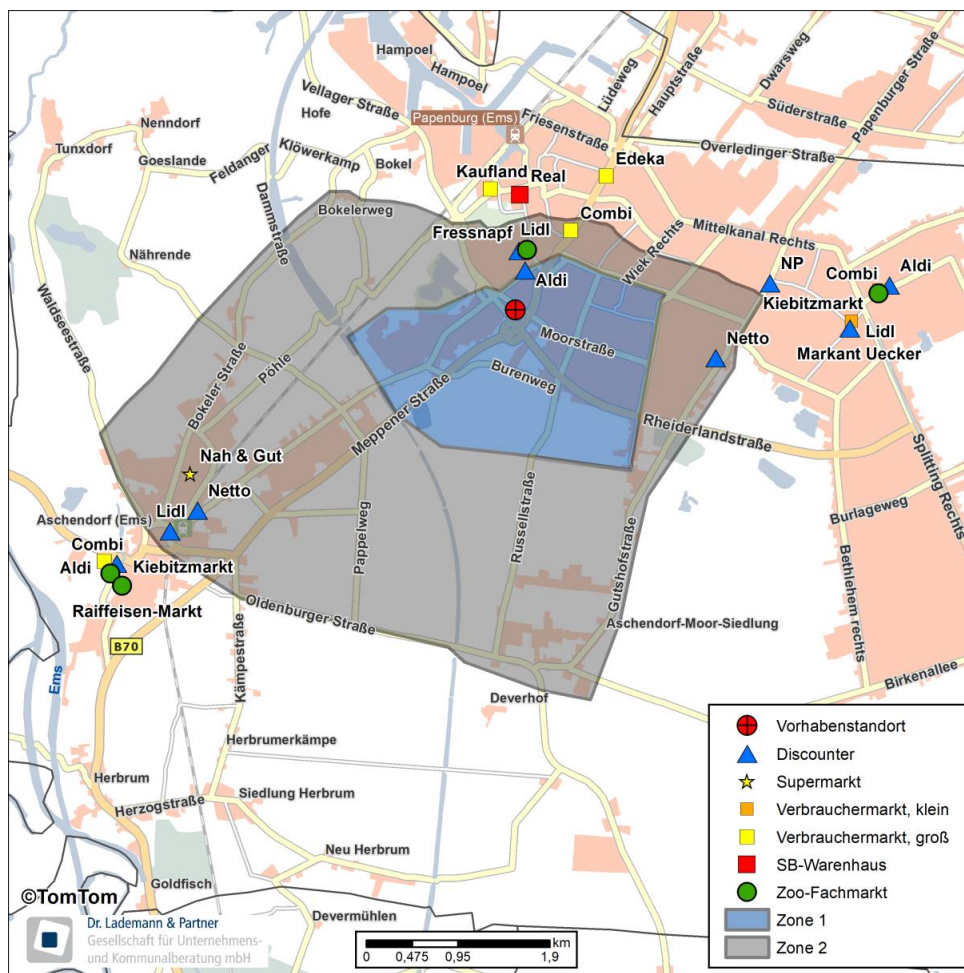 Hampoel
Hampoel
Lüdeweg
Hauptstraße
Dwarsweg
Papenburger Straße
Vellager Straße
Hofe
Papenburg (Ems)
Friesenstraße
Süderstraße
Nenndorf
Tunxdorf
Goeslande
Feldanger
Klöwerkamp
Bokel
Overledinger Straße
Edeka
Kaufland
Real
Dammstraße
Bokelerweg
Combi
Fressnapf
Lidl
Wiek Rechts
Mittelkanal Rechts
Nährende
Aldi
NP
Combi
Aldi
Kiebitzmarkt
Waldseestraße
Moorstraße
Lidl
Netto
Markant Uecker
Bokeler Straße
Pöhle
Burenweg
Meppener Straße
Rheiderlandstraße
Nah & Gut
Splitting Rechts
Netto
Lidl
Aschendorf (Ems)
Burlageweg
Combi
Aldi
Kiebitzmarkt
Pappelweg
Russellstraße
Gutshofstraße
Bethlehem rechts
Raiffeisen-Markt
Oldenburger Straße
Aschendorf-Moor-Siedlung
B70
Ems
Kämpestraße
Birkenallee
Deverhof
Herbrumerkämpe
Herbrum
Herzogstraße
Siedlung Herbrum
Neu Herbrum
Goldfisch
Devermühlen
Vorhabenstandort
Discounter
Supermarkt
Verbrauchermarkt, klein
Verbrauchermarkt, groß
SB-Warenhaus
Zoo-Fachmarkt
Zone 1
Zone 2
©TomTom
Dr. Lademann & Partner
Gesellschaft für Unternehmens-
und Kommunalberatung mbH
km
0 0,475 0,95 1,9